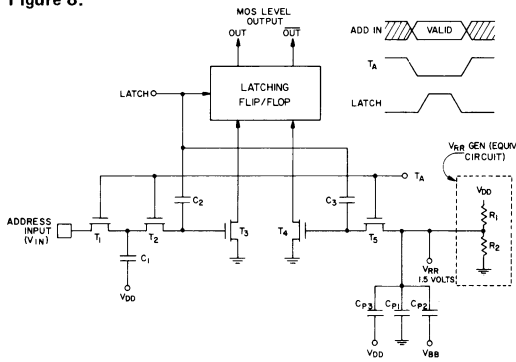 Figure 8.
MOS LEVEL
OUTPUT
OUT
OUT
ADD IN
VALID
TA
LATCH
LATCH
LATCHING
FLIP/FLOP
VRR GEN (EQUIV
CIRCUIT)
TA
VDD
R1
R2
C2
C3
ADDRESS
INPUT
(VIN)
T1
T2
T3
T4
T5
C1
VDD
VRR
1.5 VOLTS
CP3
CP1
CP2
VDD
VBB